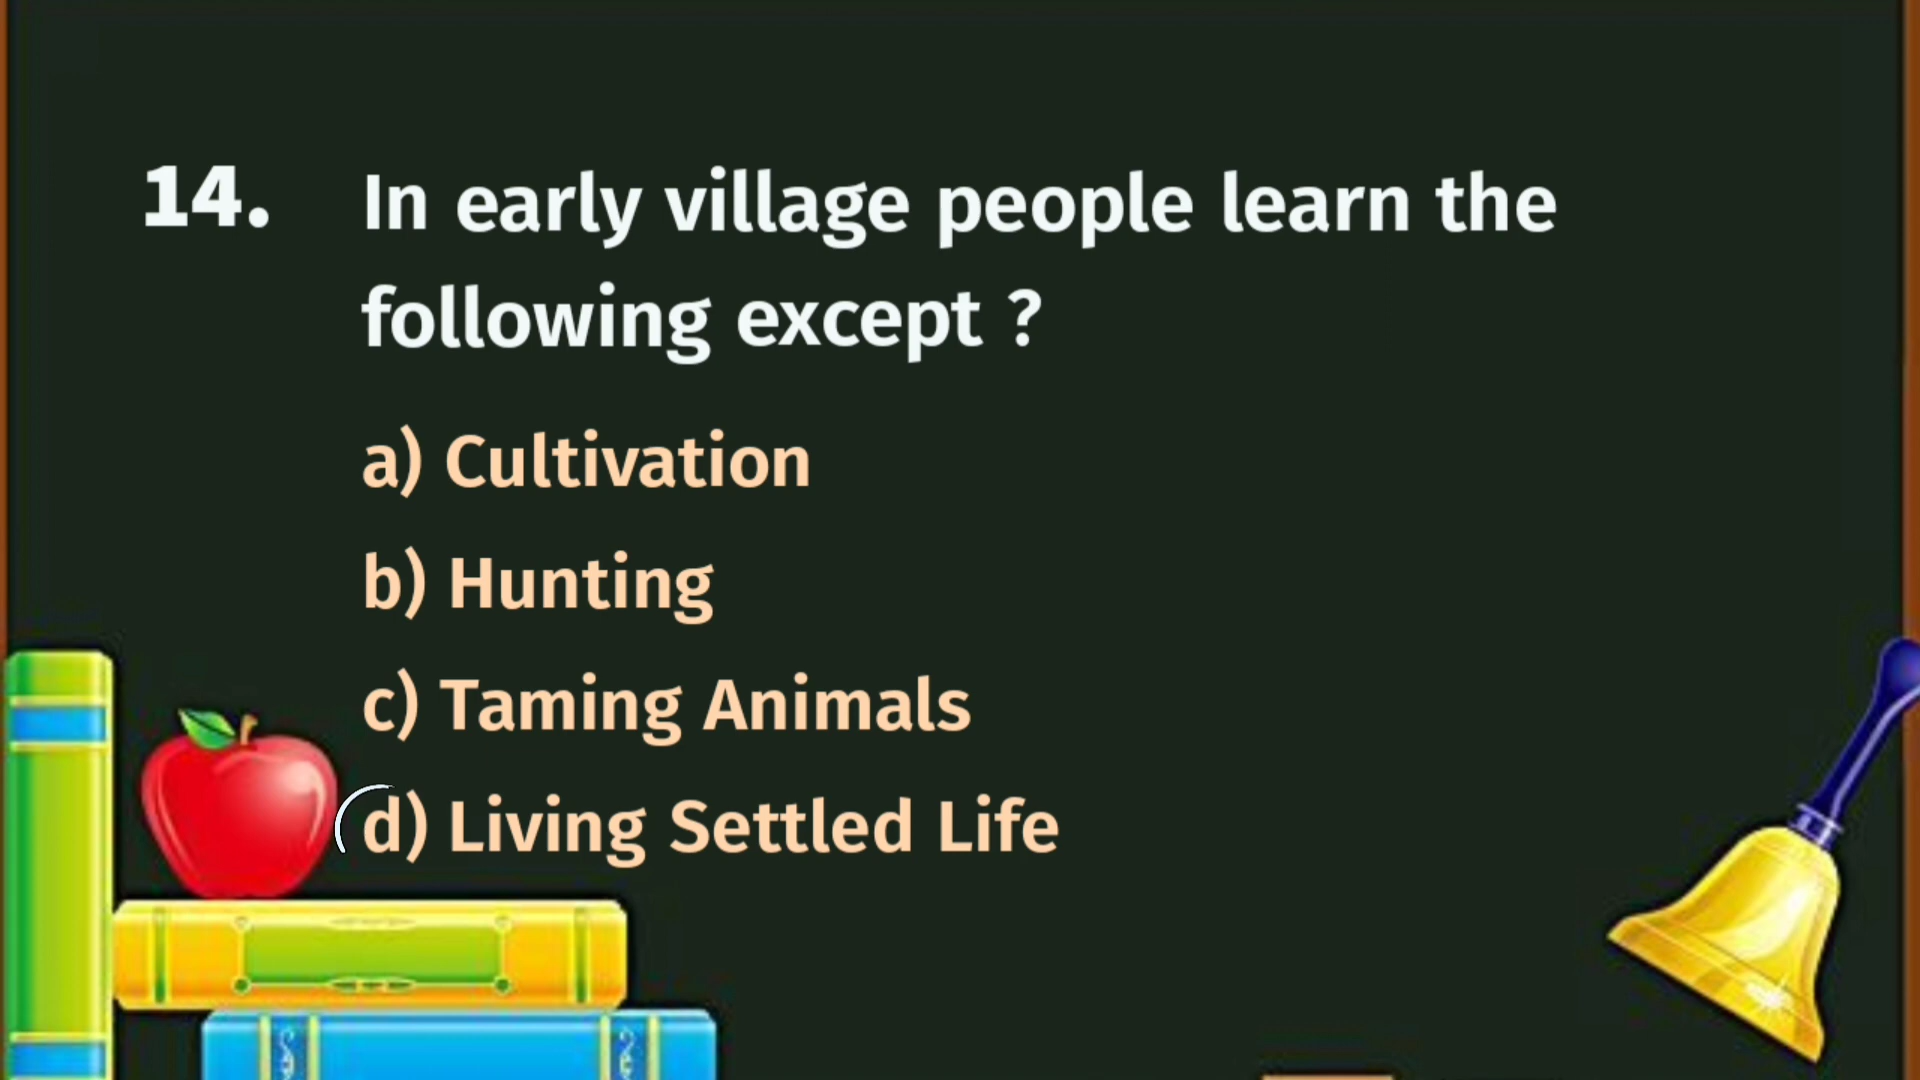 14. In early village people learn the
following except ?
a) Cultivation
b) Hunting
c) Taming Animals
d) Living Settled Life